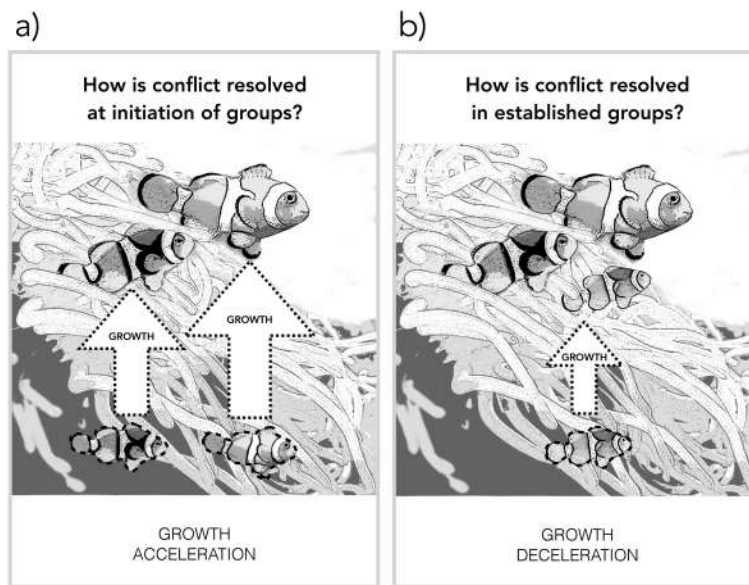 a)
How is conflict resolved
at initiation of groups?
GROWTH
GROWTH
GROWTH
ACCELERATION
b)
How is conflict resolved
in established groups?
GROWTH
GROWTH
DECELERATION